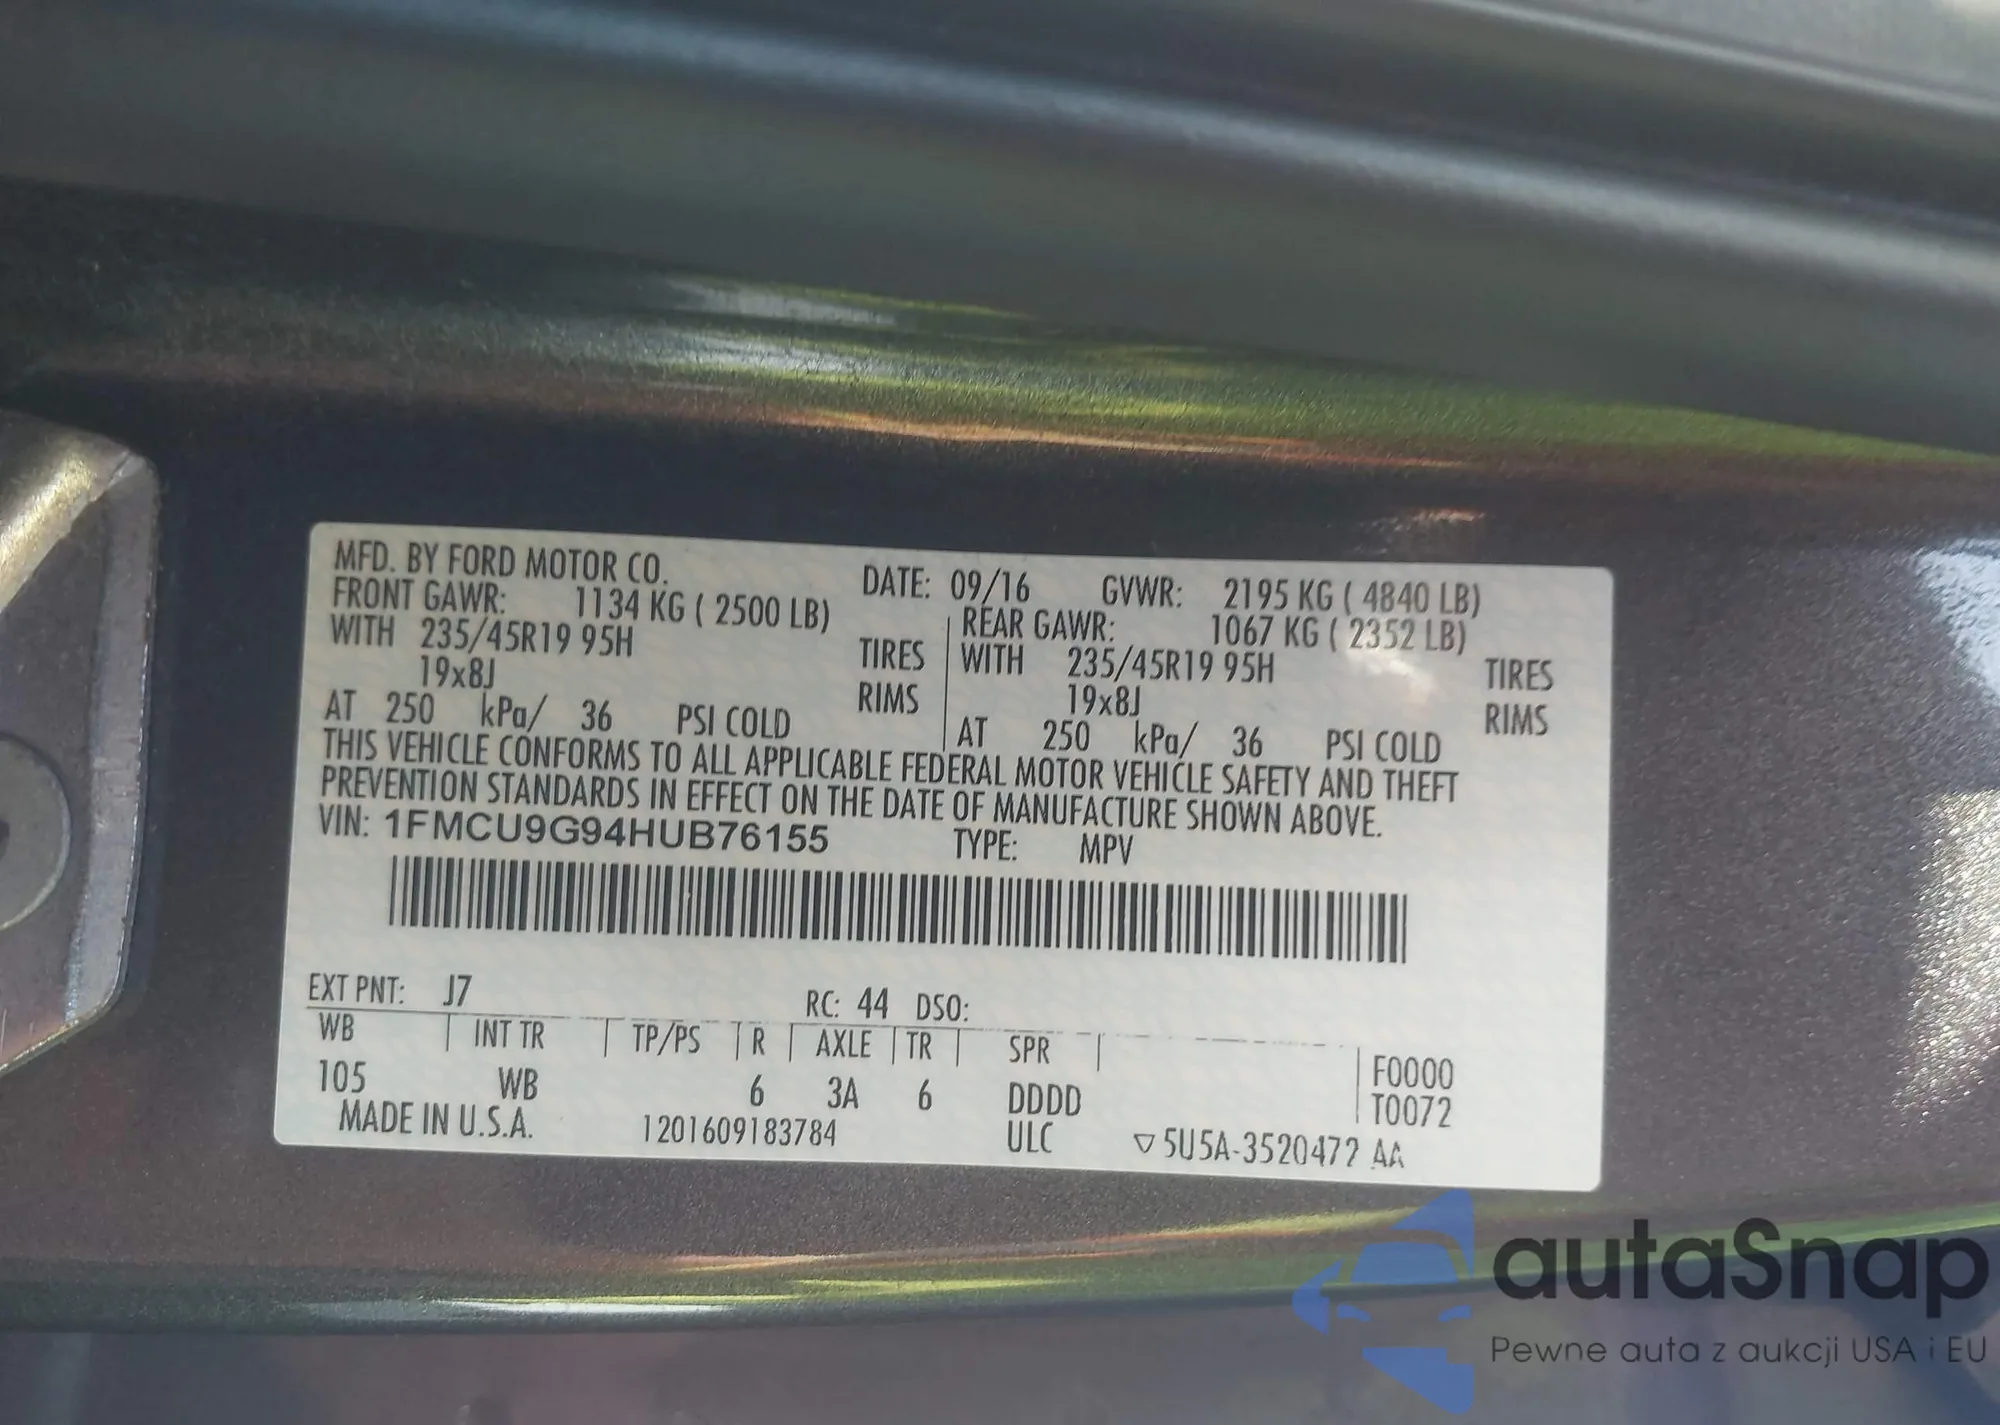 MFD. BY FORD MOTOR CO. DATE: 09/16 GVWR: 2195 KG ( 4840 LB)
FRONT GAWR: 1134 KG ( 2500 LB) REAR GAWR: 1067 KG ( 2352 LB)
WITH 235/45R19 95H TIRES WITH 235/45R19 95H TIRES
19x8J RIMS 19x8J RIMS
AT 250 kPa/ 36 PSI COLD AT 250 kPa/ 36 PSI COLD
THIS VEHICLE CONFORMS TO ALL APPLICABLE FEDERAL MOTOR VEHICLE SAFETY AND THEFT
PREVENTION STANDARDS IN EFFECT ON THE DATE OF MANUFACTURE SHOWN ABOVE.
VIN: 1FMCU9G94HUB76155 TYPE: MPV
EXT PNT: J7 RC: 44 DSO:
WB INT TR TP/PS R AXLE TR SPR F0000
105 WB 6 3A 6 DDDD T0072
MADE IN U.S.A. 1201609183784 ULC ▽ 5U5A-3520472 AA
autaSnap
Pewne auta z aukcji USA i EU